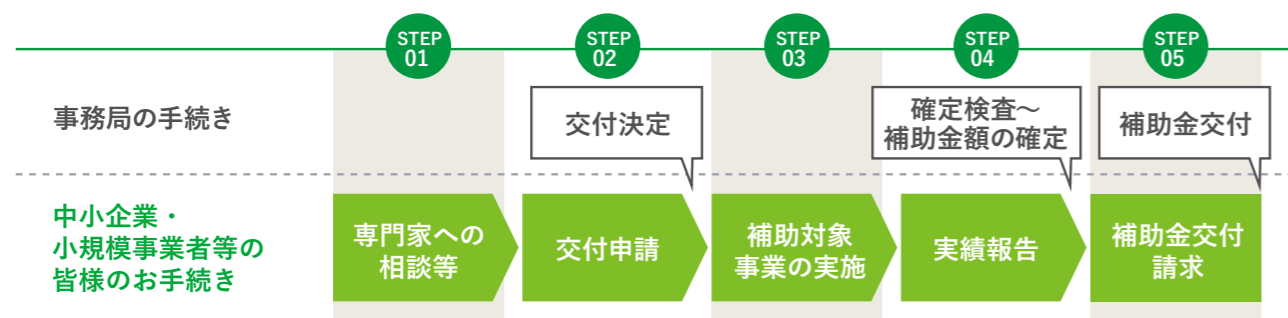 STEP
01
STEP
02
STEP
03
STEP
04
STEP
05
事務局の手続き
交付決定
確定検査～
補助金額の確定
補助金交付
中小企業・
小規模事業者等の
皆様のお手続き
専門家への
相談等
交付申請
補助対象
事業の実施
実績報告
補助金交付
請求